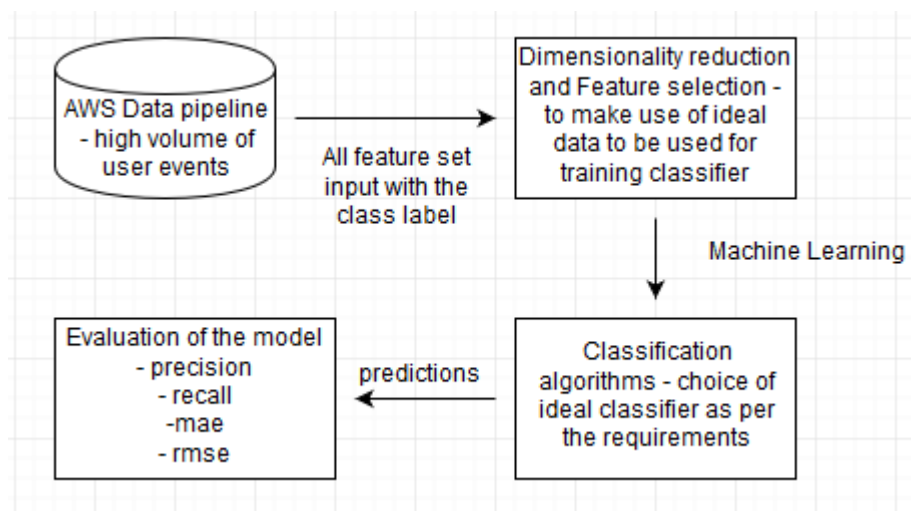 AWS Data pipeline
- high volume of
user events
All feature set
input with the
class label
Dimensionality reduction
and Feature selection -
to make use of ideal
data to be used for
training classifier
Machine Learning
Classification
algorithms - choice of
ideal classifier as per
the requirements
predictions
Evaluation of the model
- precision
- recall
-mae
- rmse